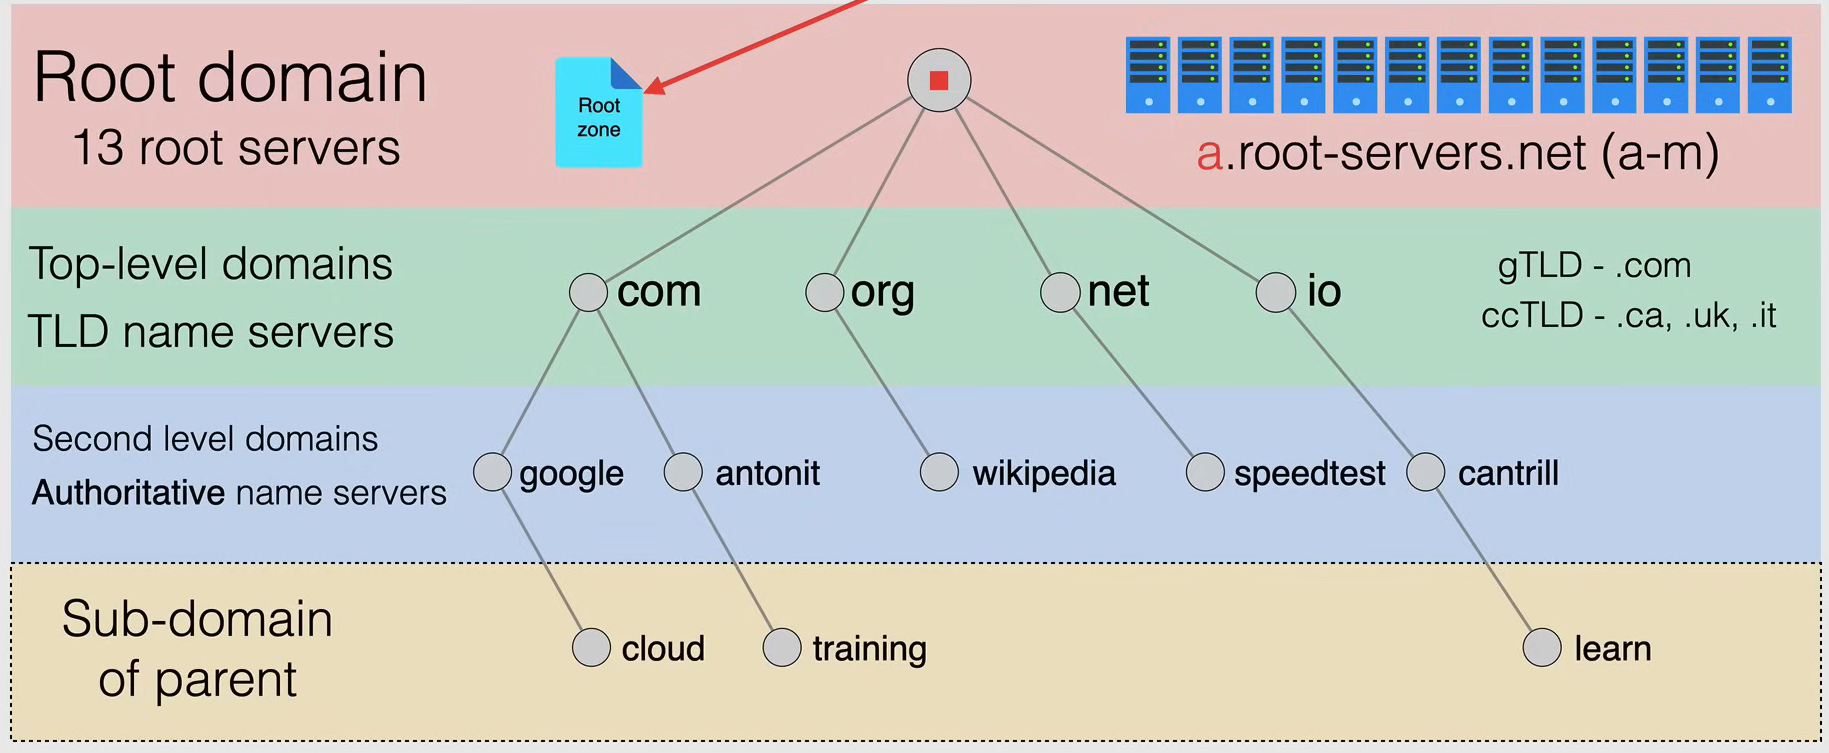 Root domain
13 root servers
Root
zone
a.root-servers.net (a-m)
Top-level domains
TLD name servers
com
org
net
io
gTLD - .com
ccTLD - .ca, .uk, .it
Second level domains
Authoritative name servers
google
antonit
wikipedia
speedtest
cantrill
Sub-domain
of parent
cloud
training
learn